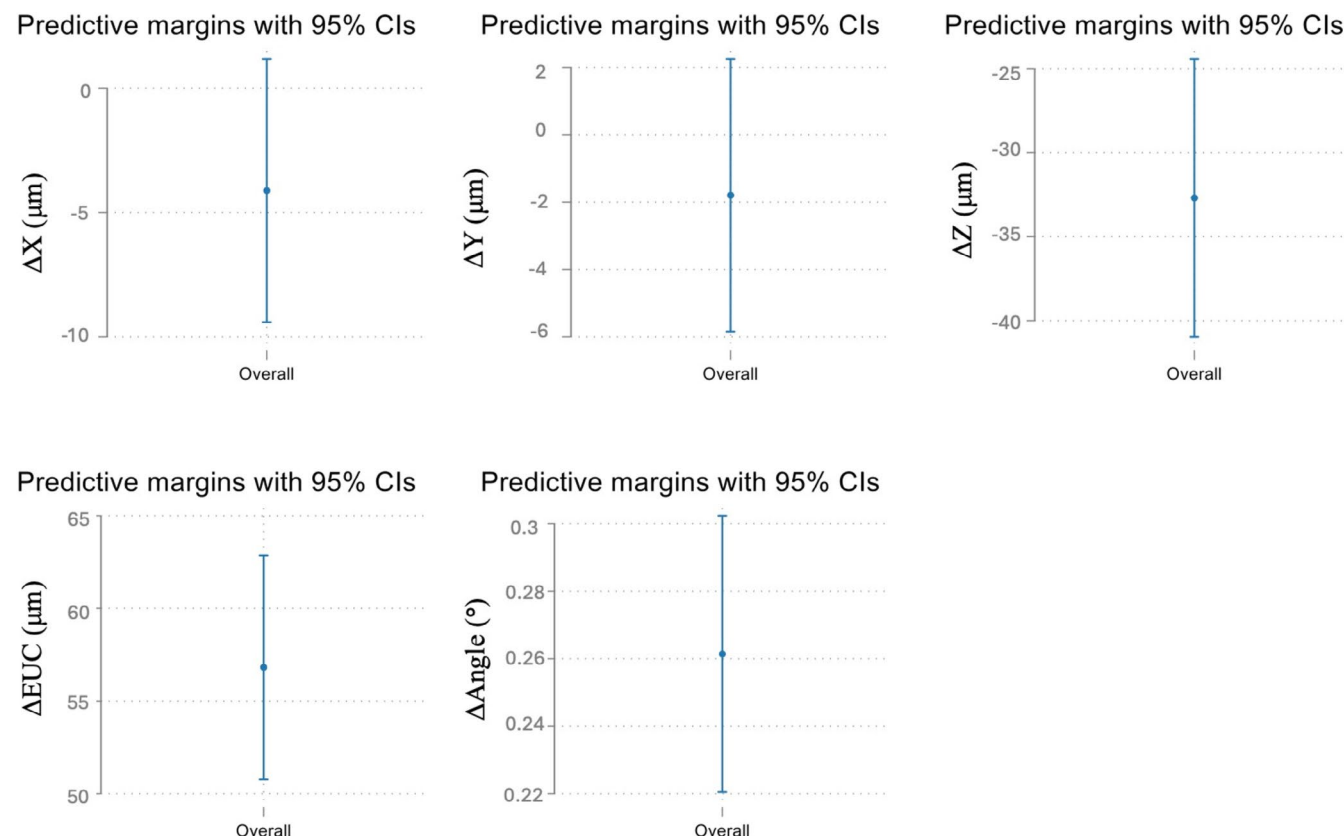 Predictive margins with 95% CIs
0
-5
-10
ΔX (μm)
Overall
Predictive margins with 95% CIs
2
0
-2
-4
-6
ΔY (μm)
Overall
Predictive margins with 95% CIs
-25
-30
-35
-40
ΔZ (μm)
Overall
Predictive margins with 95% CIs
65
60
55
50
ΔEUC (μm)
Overall
Predictive margins with 95% CIs
0.3
0.28
0.26
0.24
0.22
ΔAngle (°)
Overall